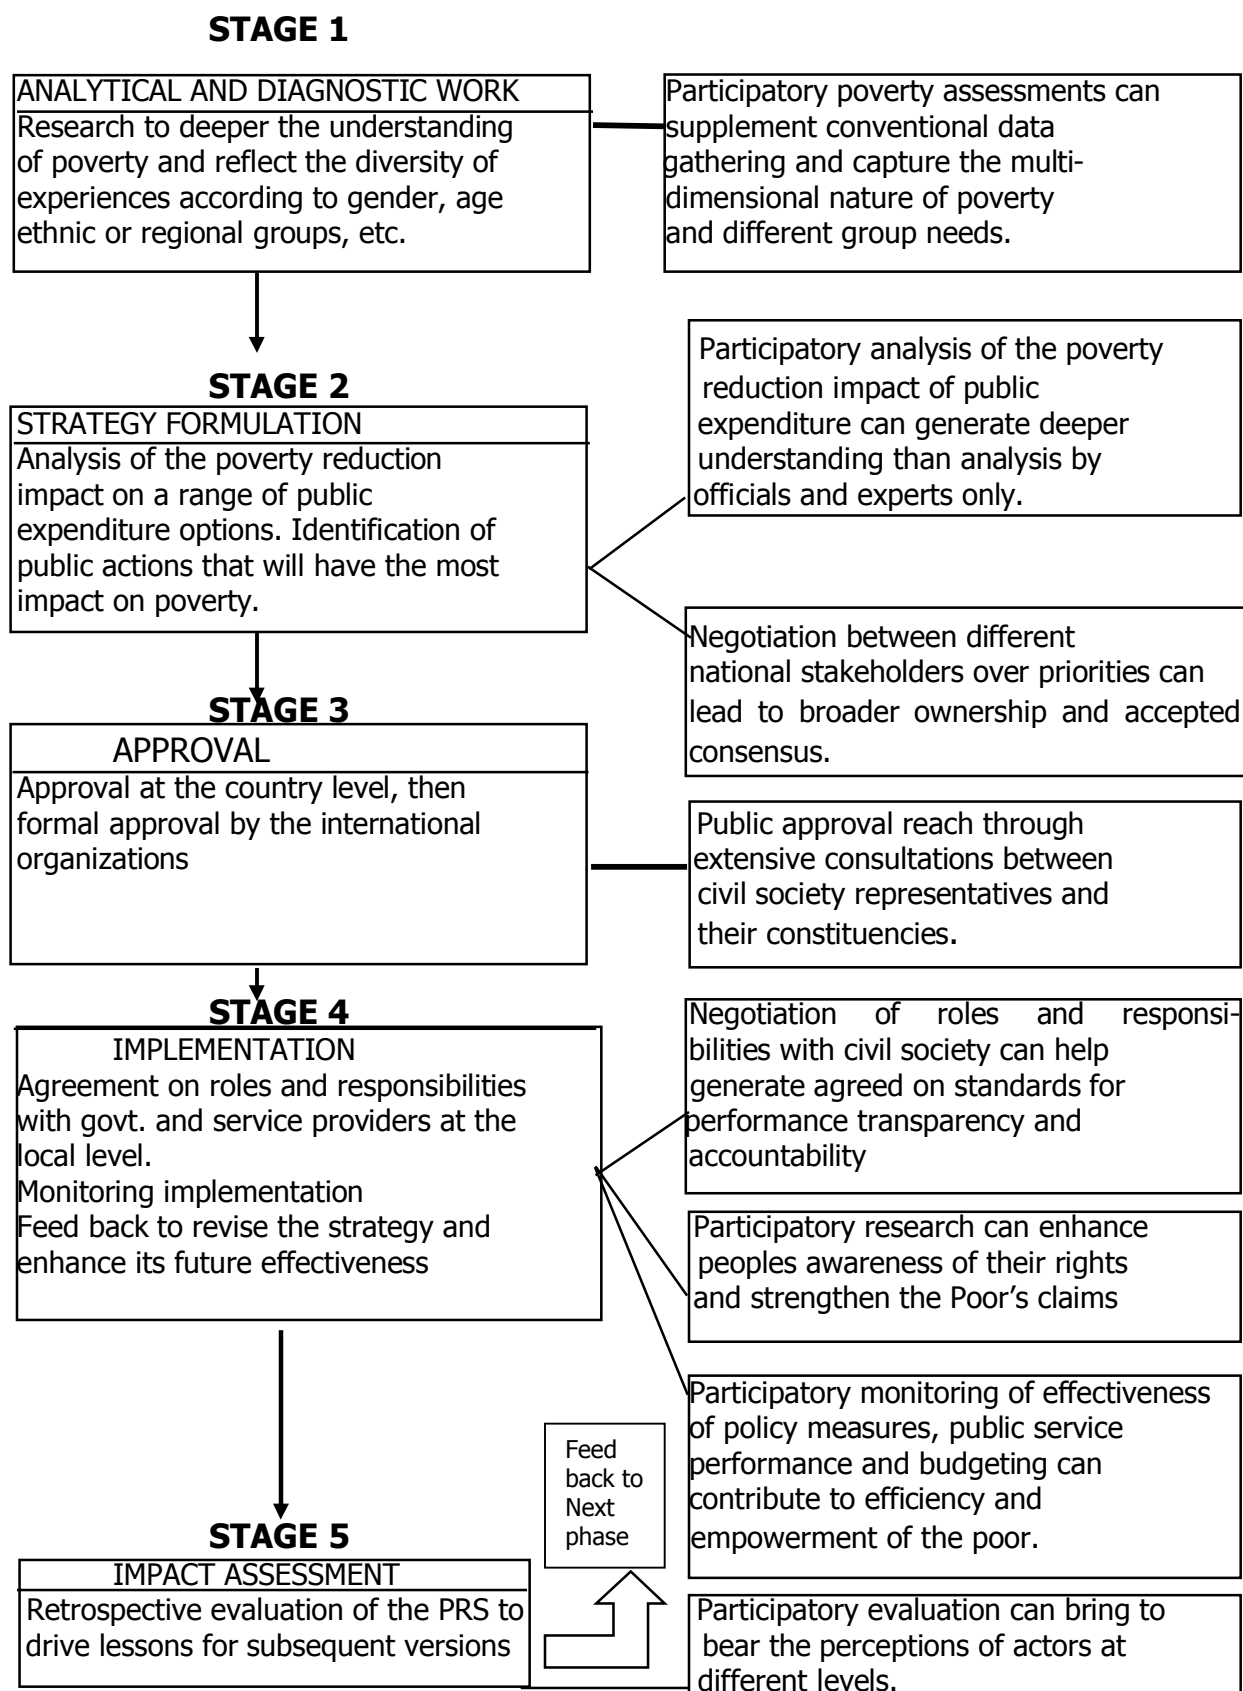 STAGE 1
ANALYTICAL AND DIAGNOSTIC WORK
Research to deeper the understanding
of poverty and reflect the diversity of
experiences according to gender, age
ethnic or regional groups, etc.
Participatory poverty assessments can
supplement conventional data
gathering and capture the multi-
dimensional nature of poverty
and different group needs.
STAGE 2
STRATEGY FORMULATION
Analysis of the poverty reduction
impact on a range of public
expenditure options. Identification of
public actions that will have the most
impact on poverty.
Participatory analysis of the poverty
reduction impact of public
expenditure can generate deeper
understanding than analysis by
officials and experts only.
Negotiation between different
national stakeholders over priorities can
lead to broader ownership and accepted
consensus.
STAGE 3
APPROVAL
Approval at the country level, then
formal approval by the international
organizations
Public approval reach through
extensive consultations between
civil society representatives and
their constituencies.
STAGE 4
IMPLEMENTATION
Agreement on roles and responsibilities
with govt. and service providers at the
local level.
Monitoring implementation
Feed back to revise the strategy and
enhance its future effectiveness
Negotiation of roles and responsi-
bilities with civil society can help
generate agreed on standards for
performance transparency and
accountability
Participatory research can enhance
peoples awareness of their rights
and strengthen the Poor’s claims
Participatory monitoring of effectiveness
of policy measures, public service
performance and budgeting can
contribute to efficiency and
empowerment of the poor.
Feed
back to
Next
phase
STAGE 5
IMPACT ASSESSMENT
Retrospective evaluation of the PRS to
drive lessons for subsequent versions
Participatory evaluation can bring to
bear the perceptions of actors at
different levels.